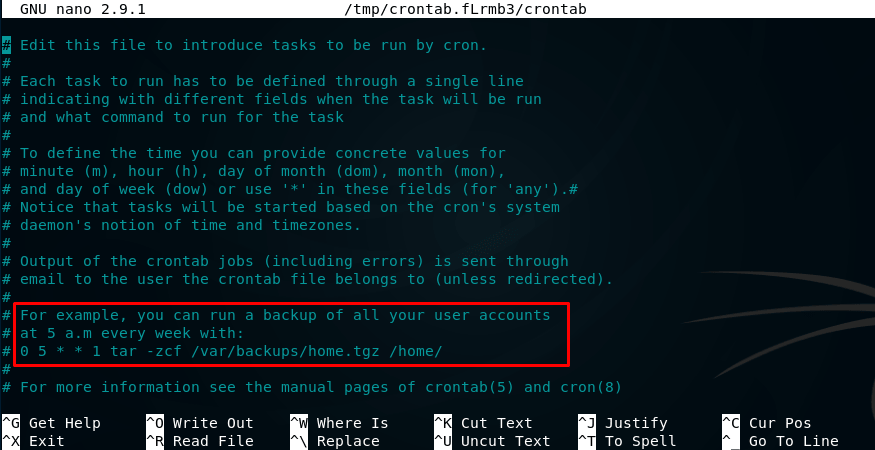 GNU nano 2.9.1 /tmp/crontab.fLrmb3/crontab
# Edit this file to introduce tasks to be run by cron.
#
# Each task to run has to be defined through a single line
# indicating with different fields when the task will be run
# and what command to run for the task
#
# To define the time you can provide concrete values for
# minute (m), hour (h), day of month (dom), month (mon),
# and day of week (dow) or use '*' in these fields (for 'any').#
# Notice that tasks will be started based on the cron's system
# daemon's notion of time and timezones.
#
# Output of the crontab jobs (including errors) is sent through
# email to the user the crontab file belongs to (unless redirected).
#
# For example, you can run a backup of all your user accounts
# at 5 a.m every week with:
# 0 5 * * 1 tar -zcf /var/backups/home.tgz /home/
#
# For more information see the manual pages of crontab(5) and cron(8)
^G Get Help ^O Write Out ^W Where Is ^K Cut Text ^J Justify ^C Cur Pos
^X Exit ^R Read File ^\ Replace ^U Uncut Text ^T To Spell ^_ Go To Line